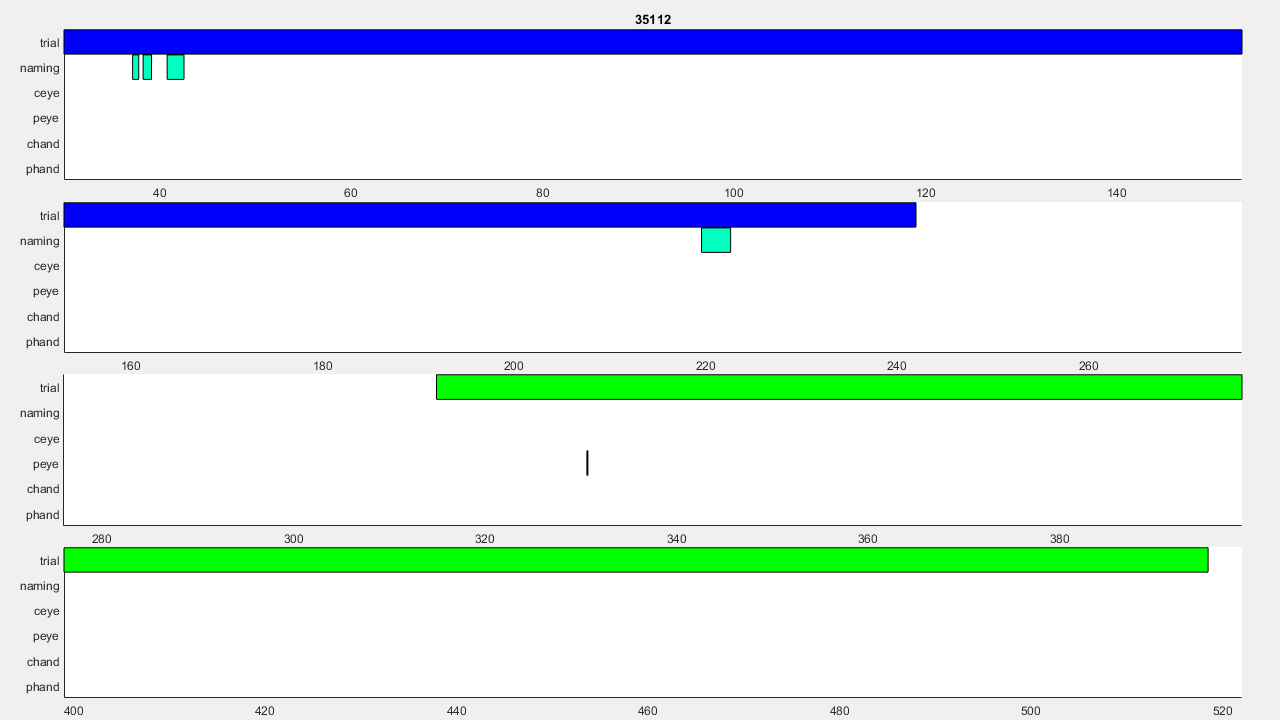 35112
trial
naming
ceye
peye
chand
phand
40 60 80 100 120 140
trial
naming
ceye
peye
chand
phand
160 180 200 220 240 260
trial
naming
ceye
peye
chand
phand
280 300 320 340 360 380
trial
naming
ceye
peye
chand
phand
400 420 440 460 480 500 520